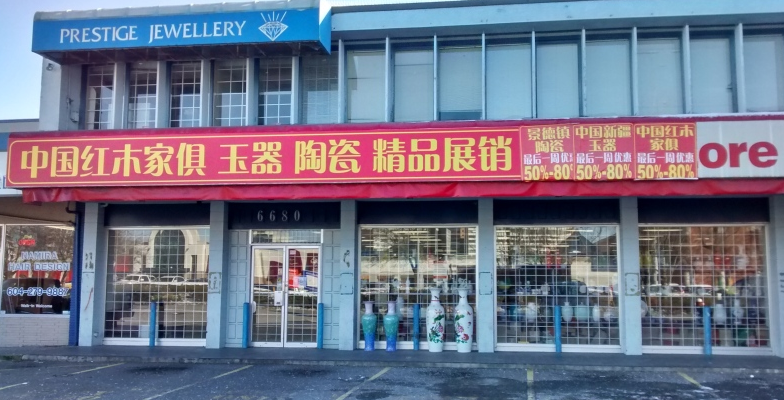 PRESTIGE JEWELLERY
中国红木家俱 玉器 陶瓷 精品展销
景德镇
陶瓷
最后一周优惠
50%-80%
中国新疆
玉器
最后一周优惠
50%-80%
中国红木
家俱
最后一周优惠
50%-80%
ore
6680
HAIR DESIGN
604-279-9882